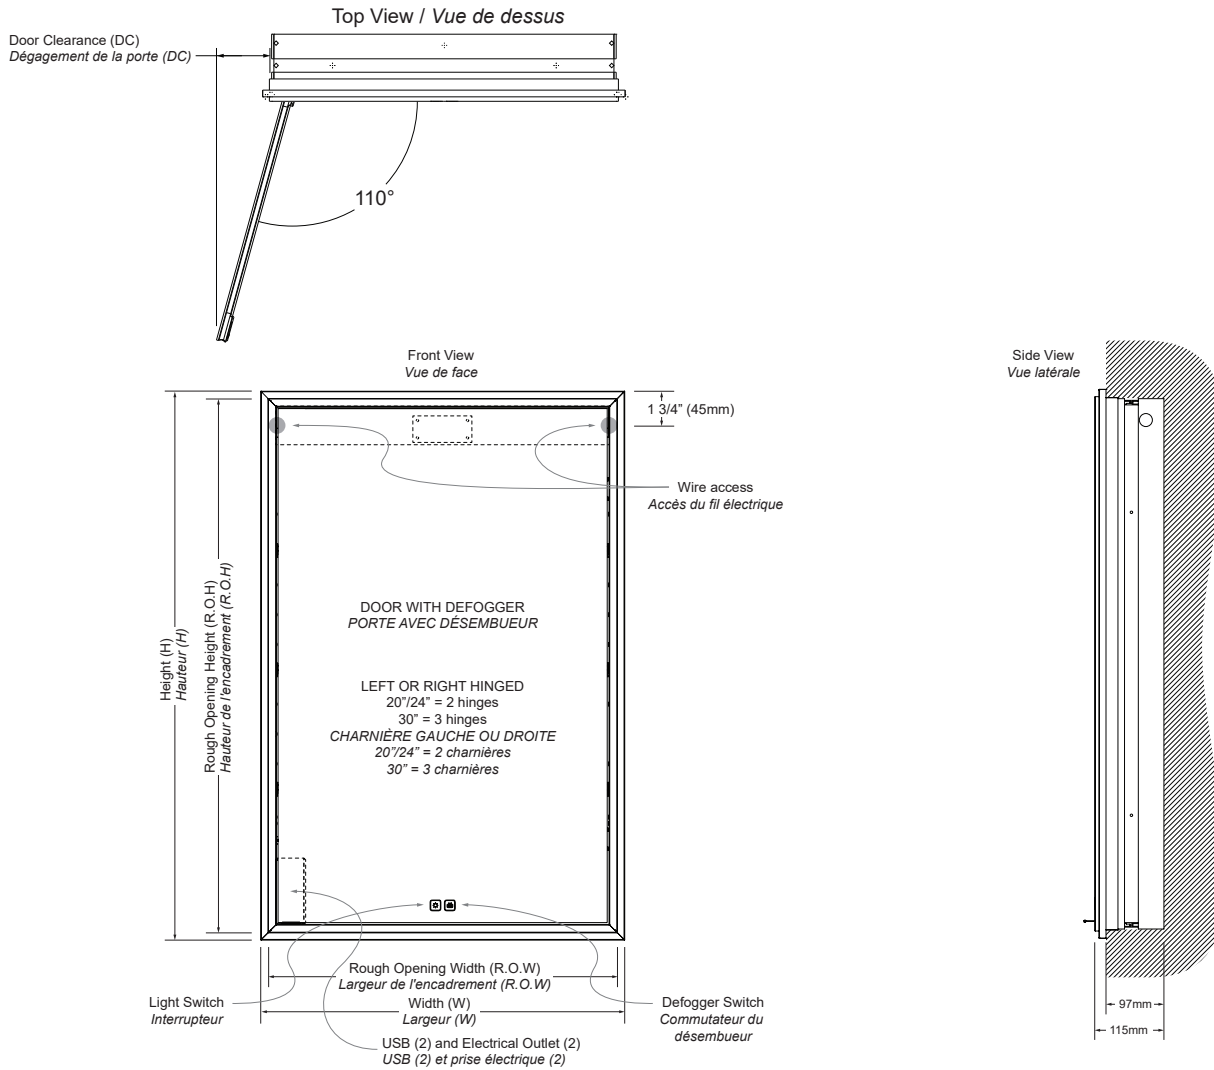 Top View / Vue de dessus
Door Clearance (DC)
Dégagement de la porte (DC)
110°
Front View
Vue de face
Side View
Vue latérale
1 3/4” (45mm)
Wire access
Accès du fil électrique
Height (H)
Hauteur (H)
Rough Opening Height (R.O.H)
Hauteur de l'encadrement (R.O.H)
DOOR WITH DEFOGGER
PORTE AVEC DÉSEMBUEUR
LEFT OR RIGHT HINGED
20”/24” = 2 hinges
30” = 3 hinges
CHARNIÈRE GAUCHE OU DROITE
20”/24” = 2 charnières
30” = 3 charnières
Rough Opening Width (R.O.W)
Largeur de l'encadrement (R.O.W)
Width (W)
Largeur (W)
Light Switch
Interrupteur
Defogger Switch
Commutateur du
désembueur
USB (2) and Electrical Outlet (2)
USB (2) et prise électrique (2)
97mm
115mm